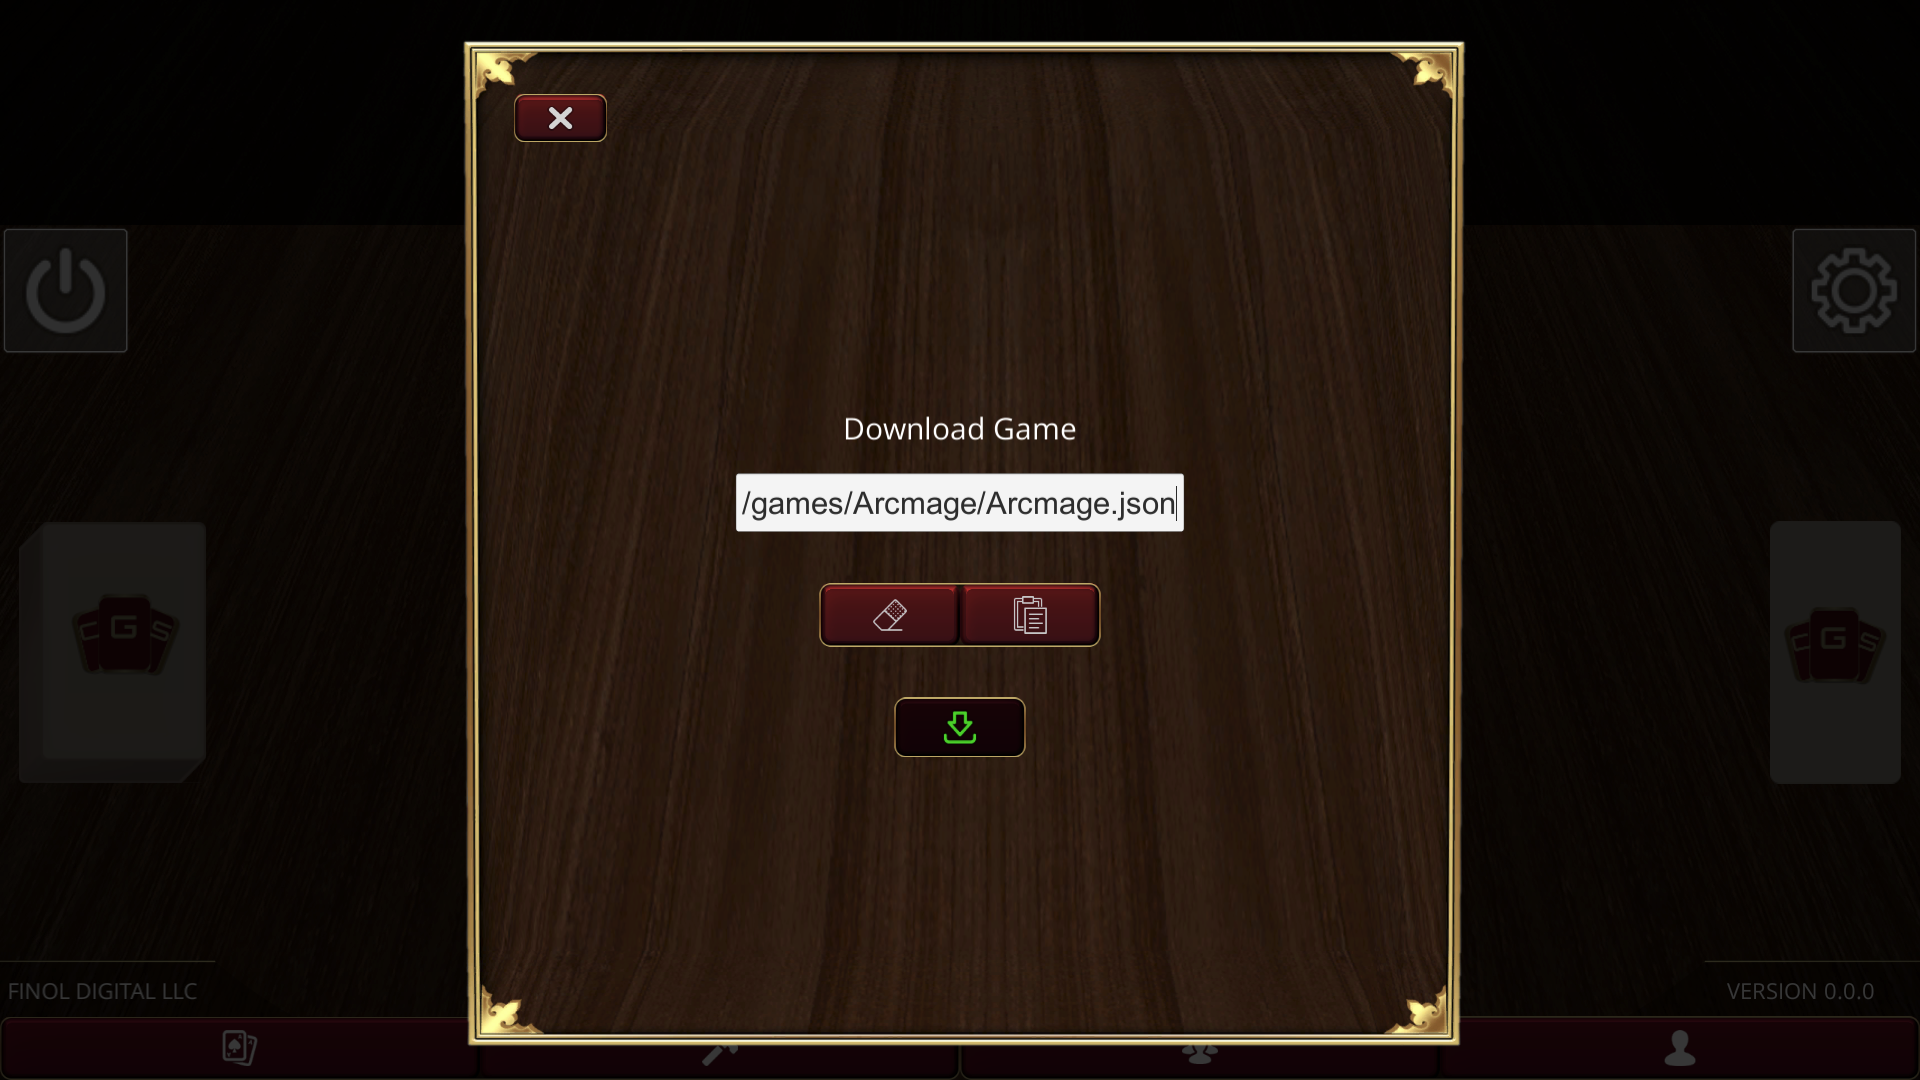 Download Game
/games/Arcmage/Arcmage.json
C G S
C G S
FINOL DIGITAL LLC
VERSION 0.0.0